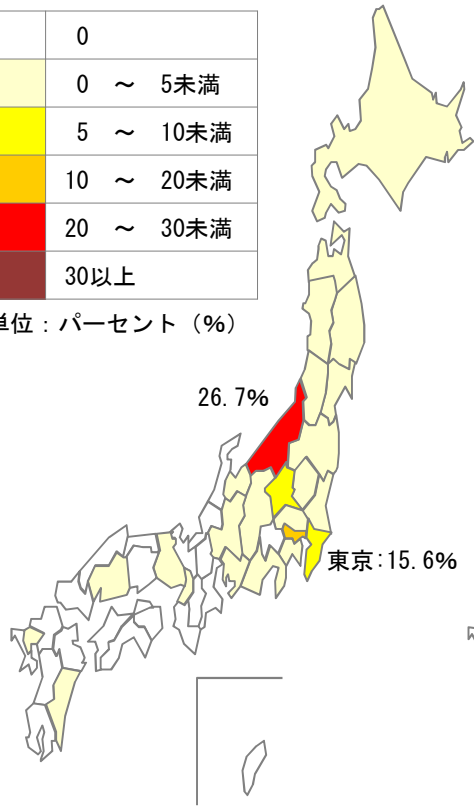 0
0 ～ 5未満
5 ～ 10未満
10 ～ 20未満
20 ～ 30未満
30以上
単位：パーセント（%）
26.7%
東京:15.6%